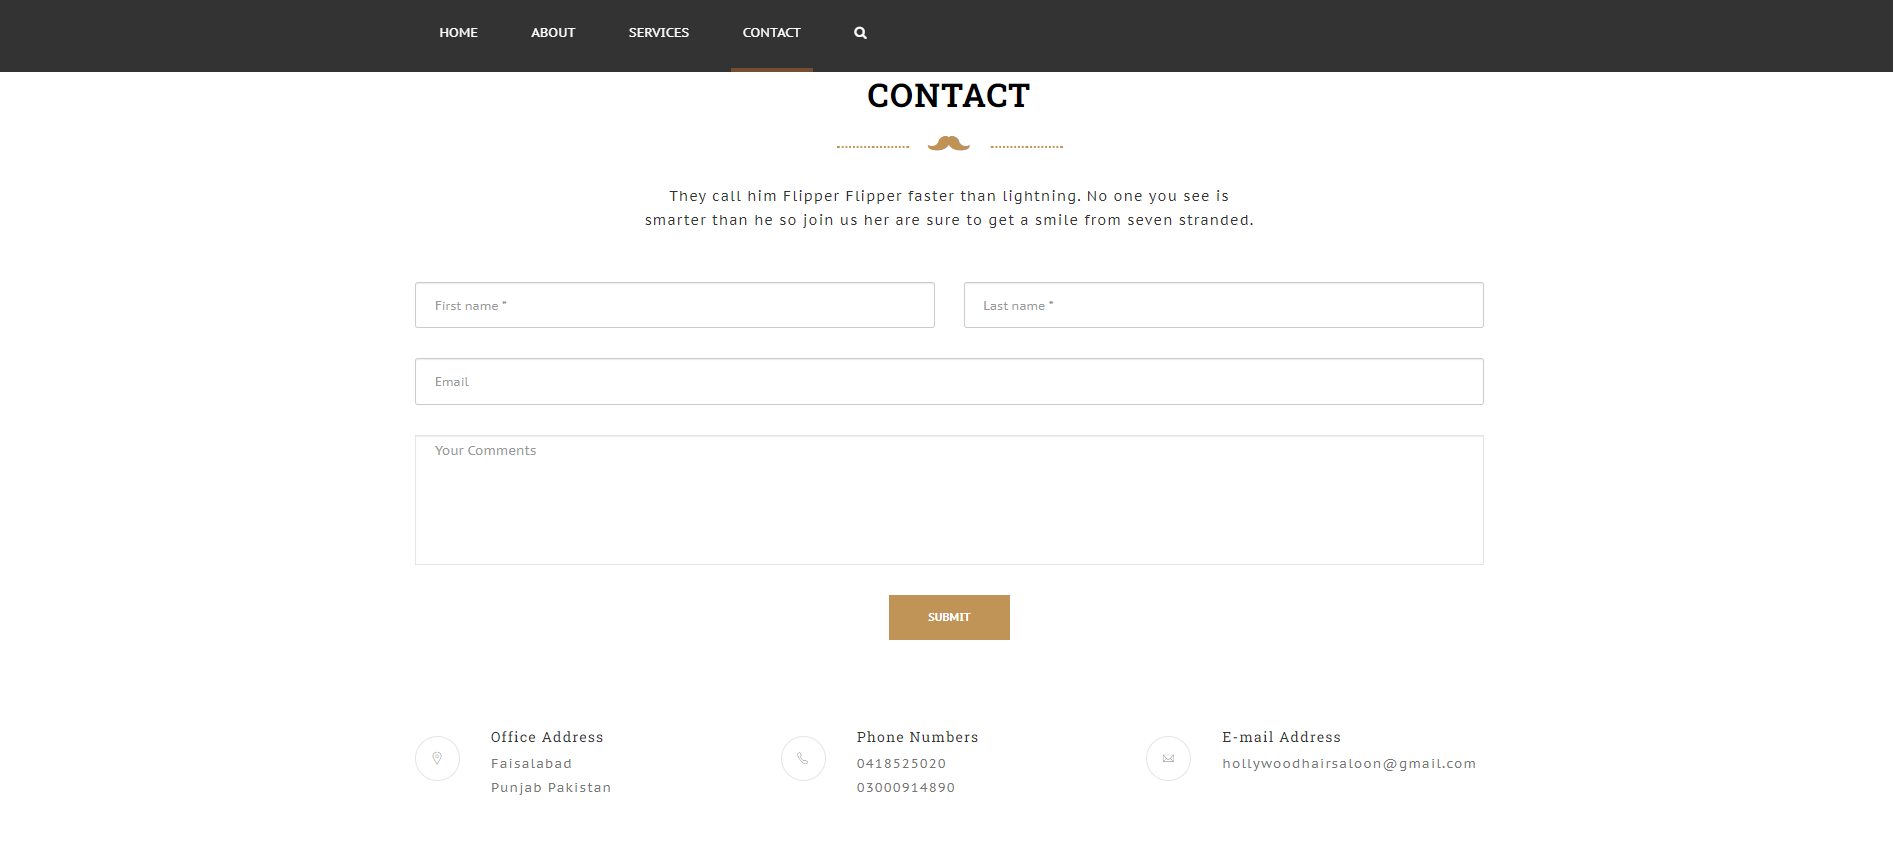 HOME ABOUT SERVICES CONTACT
CONTACT
They call him Flipper Flipper faster than lightning. No one you see is
smarter than he so join us her are sure to get a smile from seven stranded.
First name * Last name *
Email
Your Comments
SUBMIT
Office Address
Faisalabad
Punjab Pakistan
Phone Numbers
0418525020
03000914890
E-mail Address
hollywoodhairsaloon@gmail.com